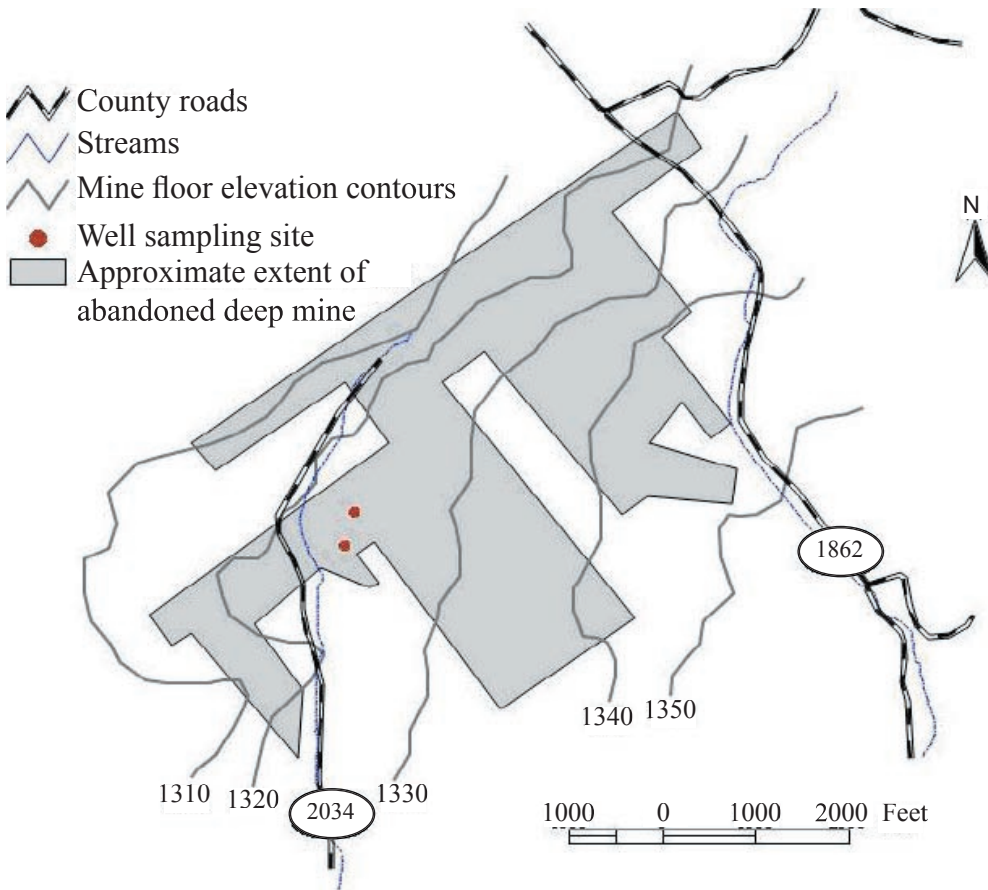 County roads
Streams
Mine floor elevation contours
Well sampling site
Approximate extent of
abandoned deep mine
N
1862
1340 1350
1310 1320 1330
2034
1000 0 1000 2000 Feet